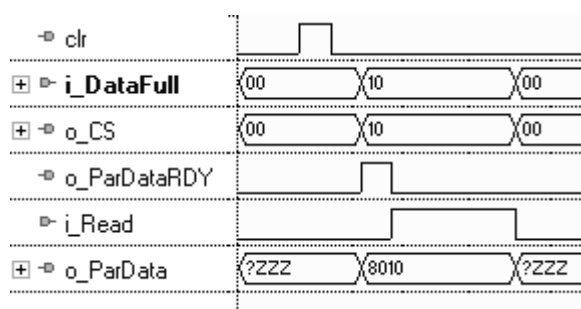 clr
i_DataFull 00 10 00
o_CS 00 10 00
o_ParDataRDY
i_Read
o_ParData ?ZZZ 8010 ?ZZZ